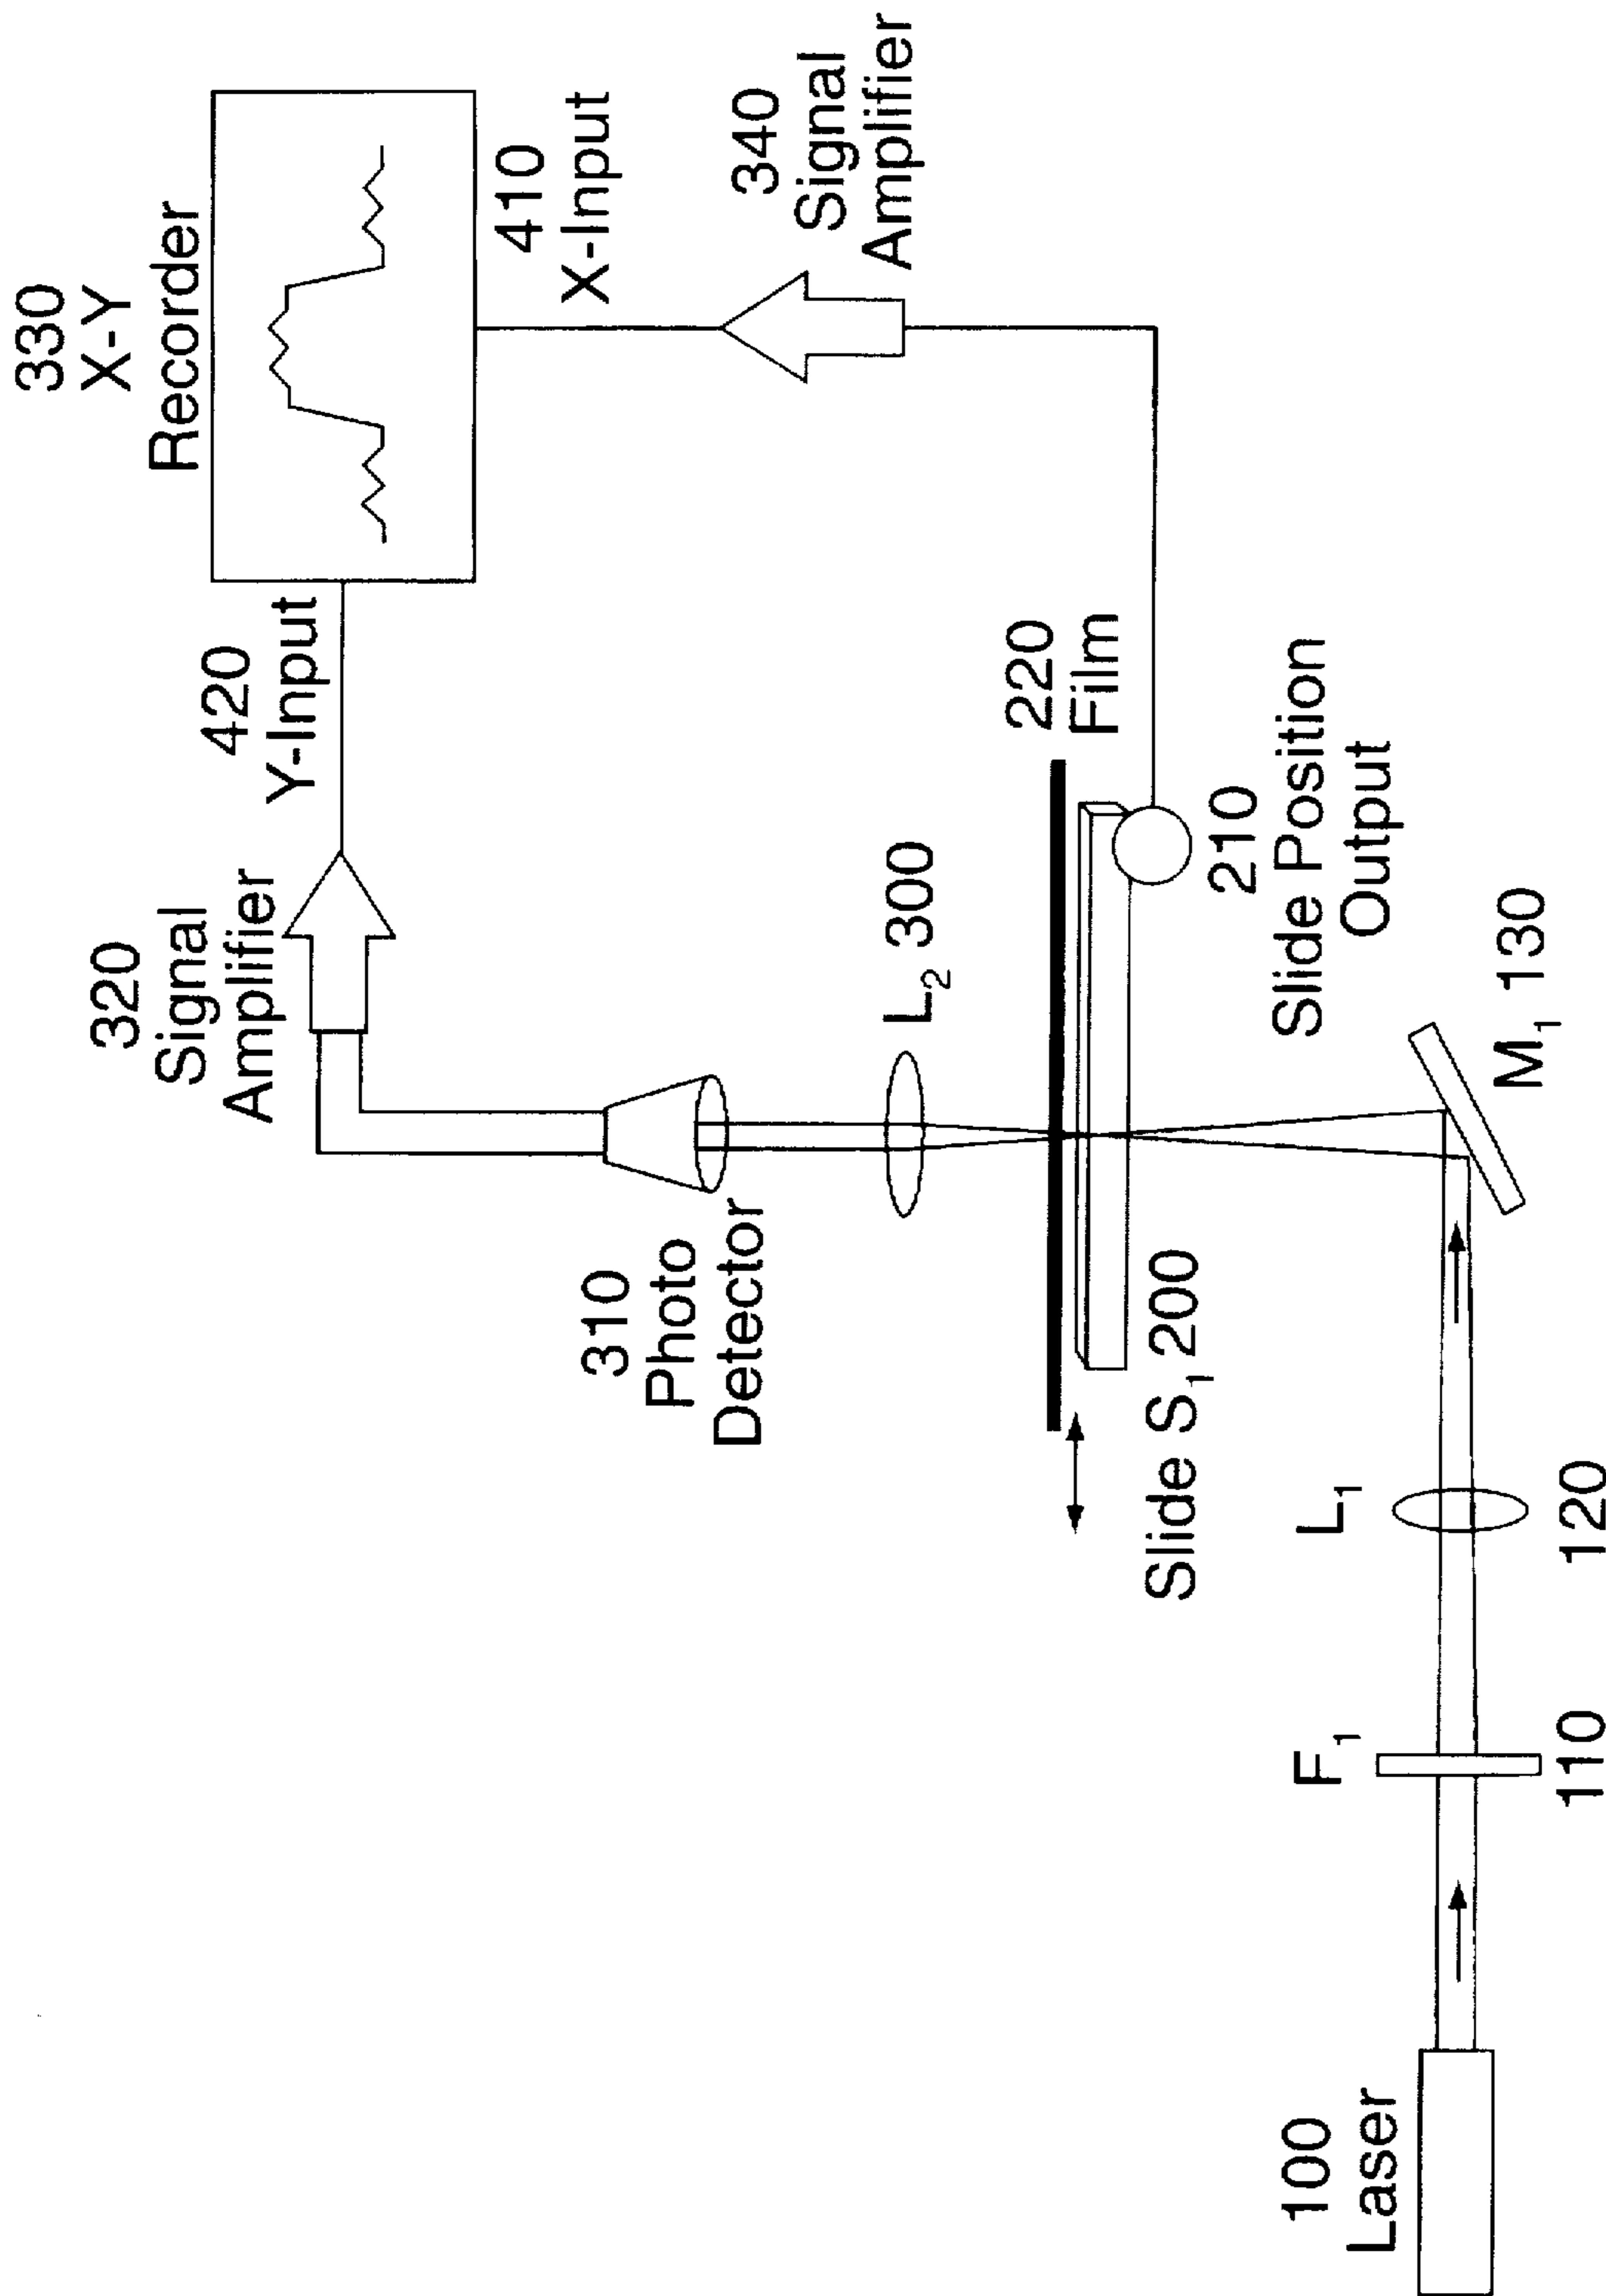 330
X-Y
Recorder
420
Y-Input
410
X-Input
320
Signal
Amplifier
340
Signal
Amplifier
310
Photo
Detector
L₂ 300
220
Film
Slide S₁ 200
210
Slide Position
Output
100
Laser
F₁
110
L₁
120
M₁ 130